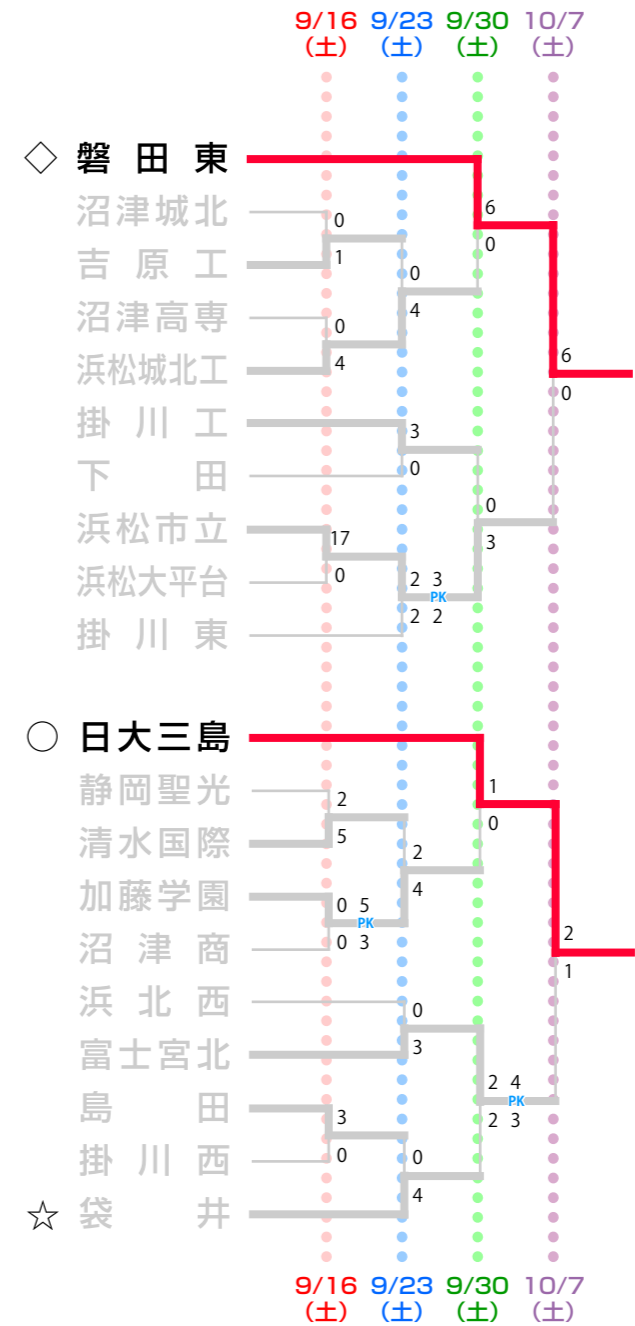 9/16 9/23 9/30 10/7
(土) (土) (土) (土)
◇ 磐田東
沼津城北
0
6
吉原工
1
0
0
沼津高専
4
0
浜松城北工
4
6
0
掛川工
3
下田
0
0
浜松市立
17
3
浜松大平台
0
2 3
PK
掛川東
2 2
○ 日大三島
静岡聖光
2
1
清水国際
5
0
2
加藤学園
0 5
4
PK
沼津商
0 3
2
1
浜北西
0
富士宮北
3
島田
3
2 4
PK
2 3
掛川西
0
0
☆ 袋井
4
9/16 9/23 9/30 10/7
(土) (土) (土) (土)